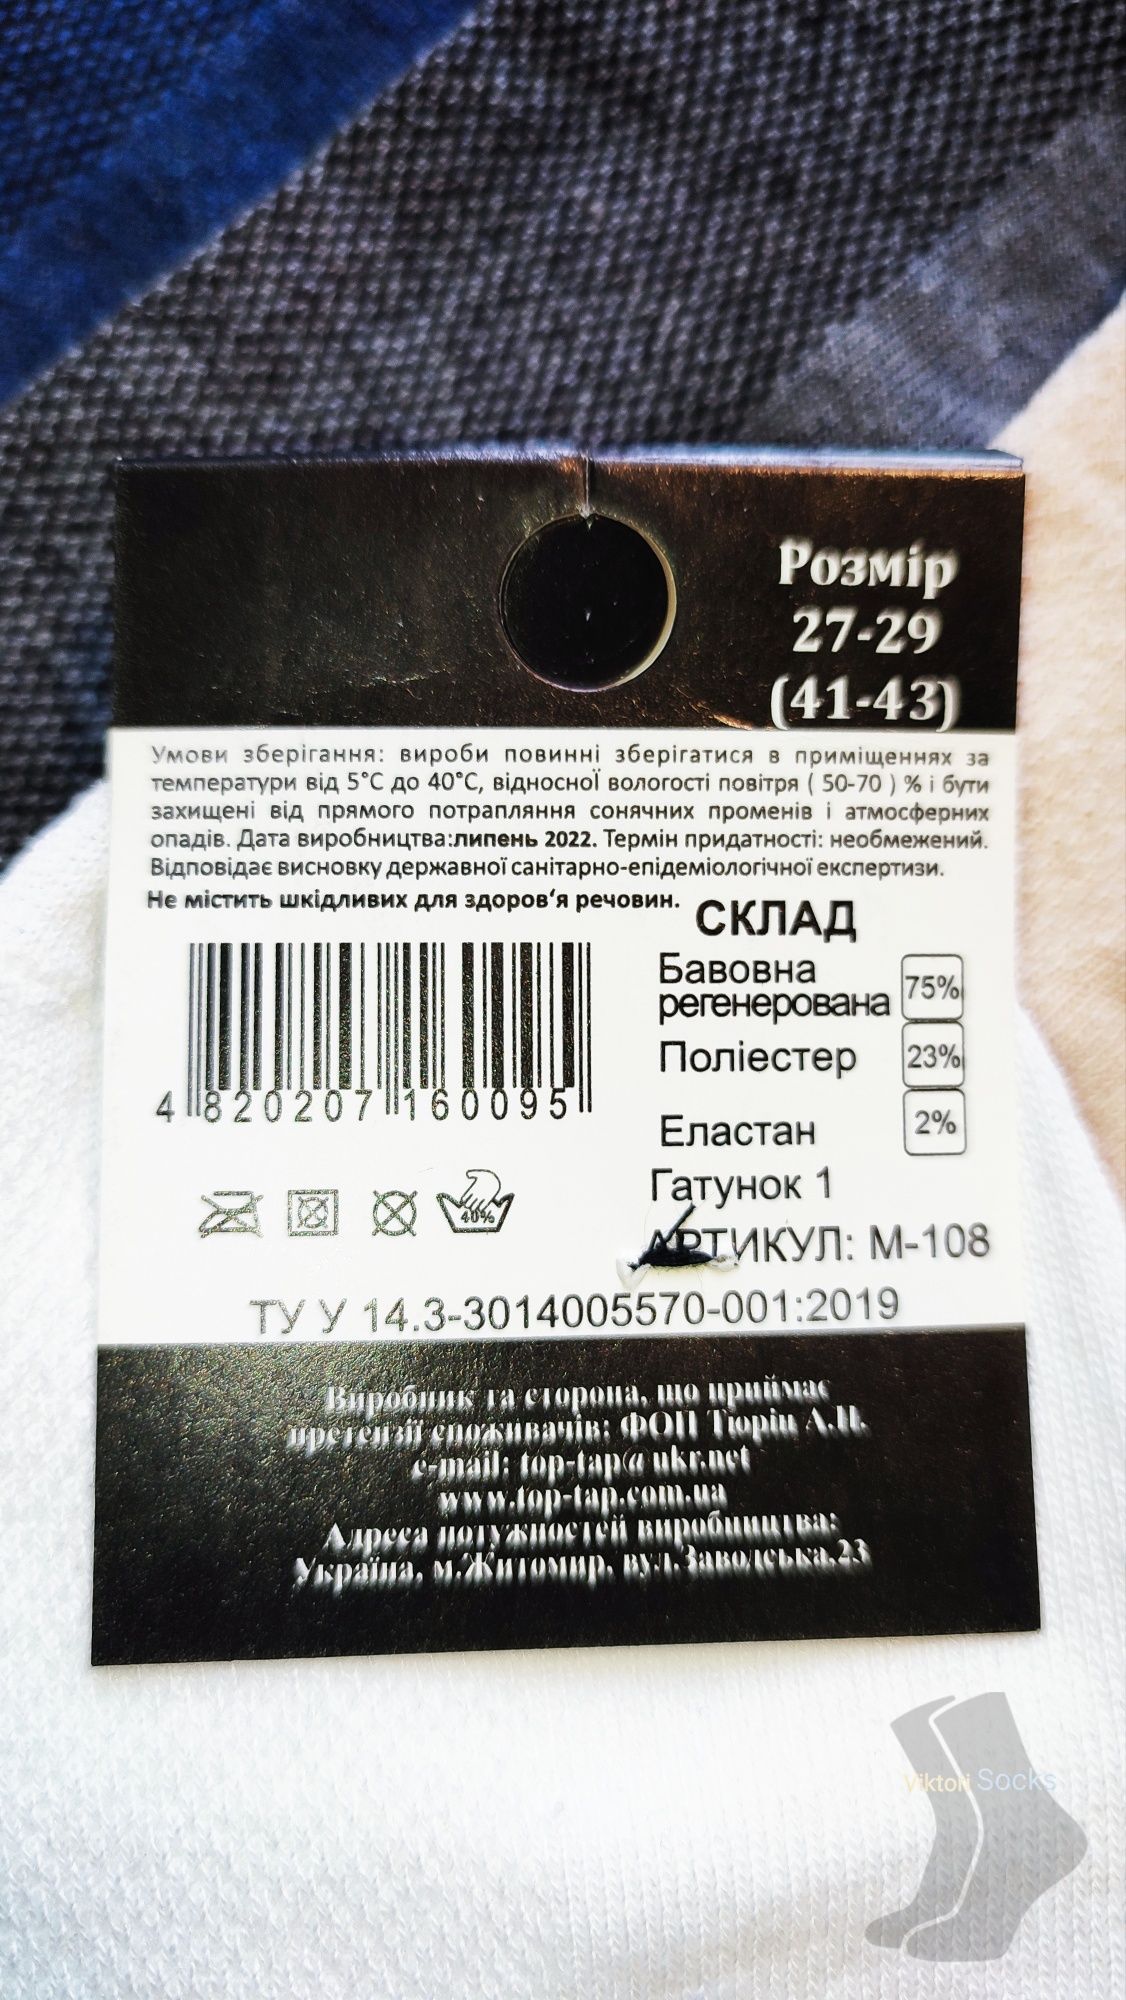 Розмір
27-29
(41-43)
Умови зберігання: вироби повинні зберігатися в приміщеннях за
температури від 5°С до 40°С, відносної вологості повітря ( 50-70 ) % і бути
захищені від прямого потрапляння сонячних променів і атмосферних
опадів. Дата виробництва:липень 2022. Термін придатності: необмежений.
Відповідає висновку державної санітарно-епідеміологічної експертизи.
Не містить шкідливих для здоров‘я речовин.
СКЛАД
Бавовна
регенерована 75%
Поліестер 23%
Еластан 2%
4 820207 160095
40%
Гатунок 1
АРТИКУЛ: М-108
ТУ У 14.3-3014005570-001:2019
Виробник та сторона, що приймає
претензії споживачів: ФОП Тюрін
e-mail: top-tap@ukr.net
www.top-tap.com.ua
Адреса потужностей виробництва:
Україна, м.Житомир, вул.Заводська,23
Viktori Socks